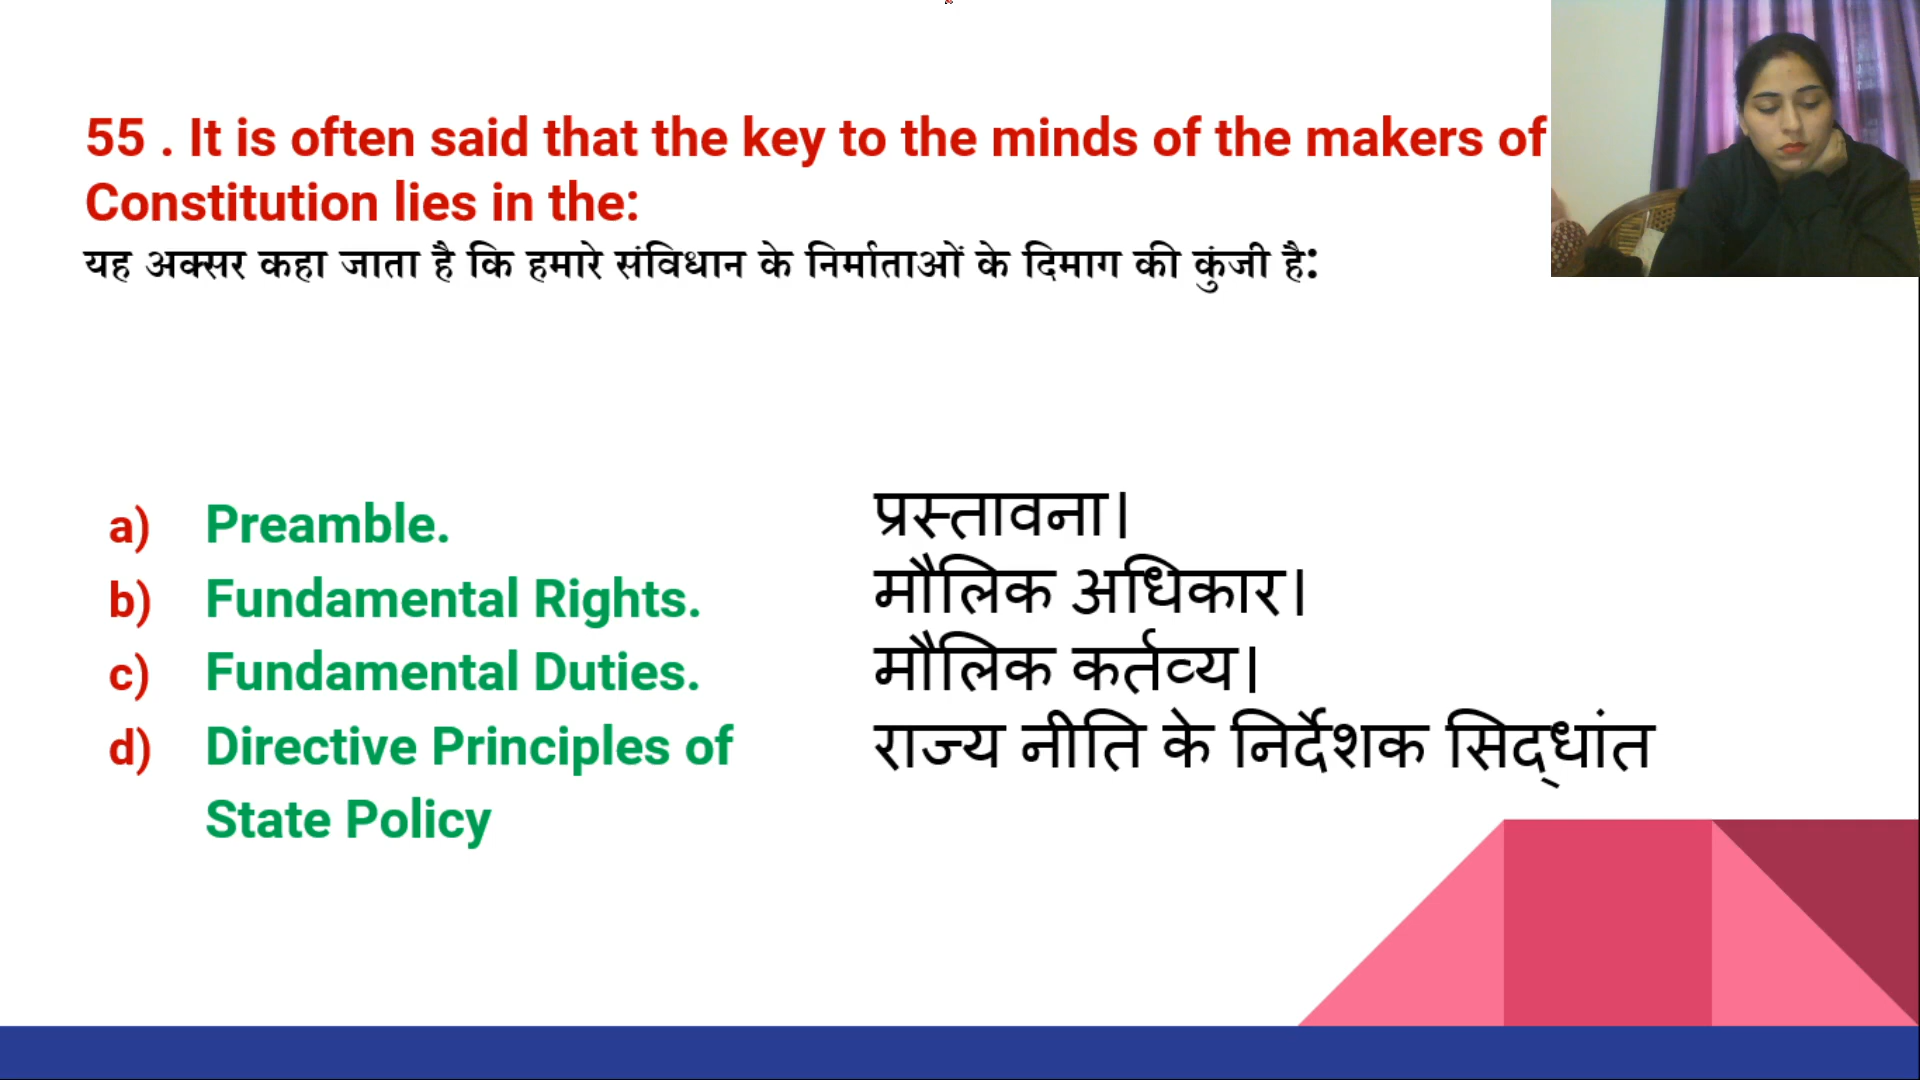 55 . It is often said that the key to the minds of the makers of
Constitution lies in the:
यह अक्सर कहा जाता है कि हमारे संविधान के निर्माताओं के दिमाग की कुंजी है:
a) Preamble.
b) Fundamental Rights.
c) Fundamental Duties.
d) Directive Principles of
State Policy
प्रस्तावना।
मौलिक अधिकार।
मौलिक कर्तव्य।
राज्य नीति के निर्देशक सिद्धांत